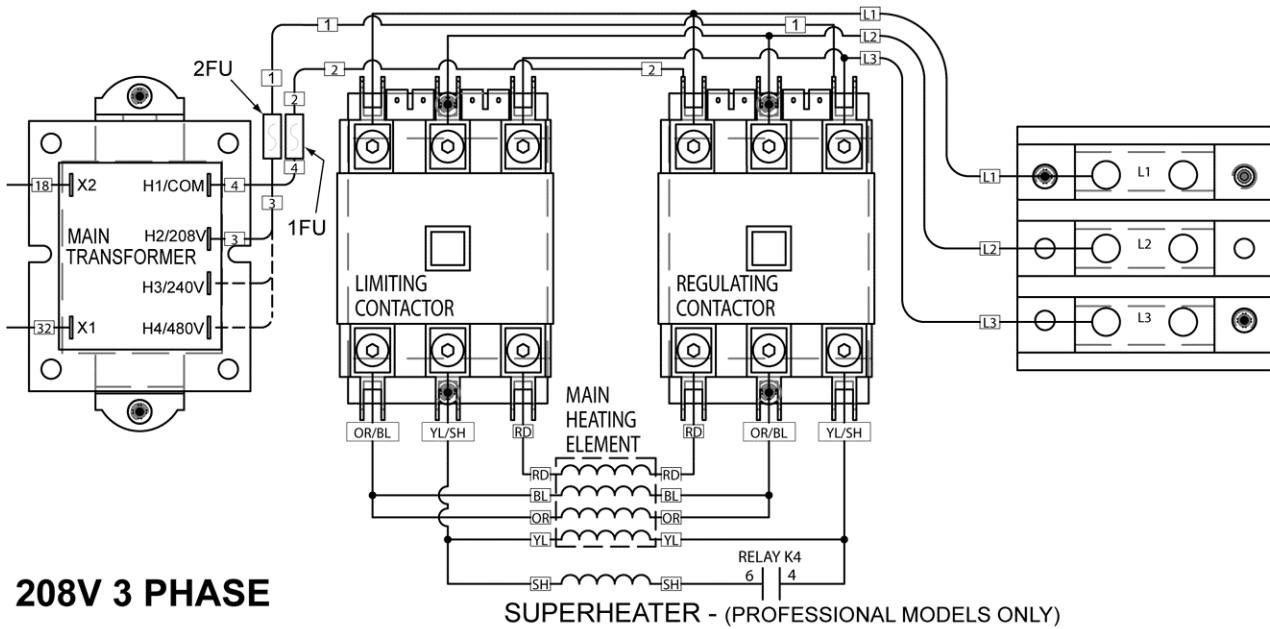 L1
1
1
L2
L3
2
2
1
2FU
2
4
18
X2
H1/COM
4
3
1FU
MAIN
TRANSFORMER
H2/208V
3
H3/240V
32
X1
H4/480V
LIMITING
CONTACTOR
REGULATING
CONTACTOR
L1
L1
L2
L2
L3
L3
MAIN
HEATING
ELEMENT
OR/BL
YL/SH
RD
RD
OR/BL
YL/SH
RD
RD
BL
BL
OR
OR
YL
YL
RELAY K4
6
4
SH
SH
208V 3 PHASE
SUPERHEATER - (PROFESSIONAL MODELS ONLY)